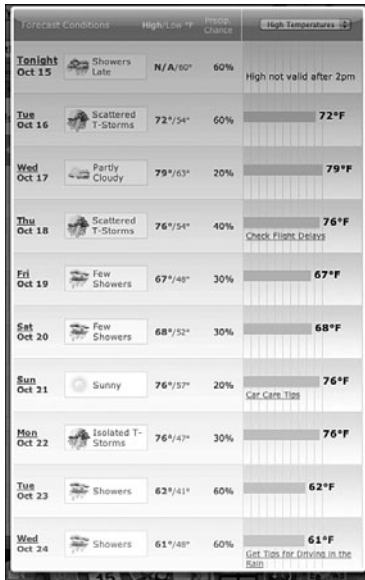 Forecast Conditions High/Low °F Precip. Chance High Temperatures
Tonight Oct 15 Showers Late N/A/60° 60% High not valid after 2pm
Tue Oct 16 Scattered T-Storms 72°/54° 60% 72°F
Wed Oct 17 Partly Cloudy 79°/63° 20% 79°F
Thu Oct 18 Scattered T-Storms 76°/54° 40% 76°F
Check Flight Delays
Fri Oct 19 Few Showers 67°/48° 30% 67°F
Sat Oct 20 Few Showers 68°/52° 30% 68°F
Sun Oct 21 Sunny 76°/57° 20% 76°F
Car Care Tips
Mon Oct 22 Isolated T-Storms 76°/47° 30% 76°F
Tue Oct 23 Showers 62°/41° 60% 62°F
Wed Oct 24 Showers 61°/48° 60% 61°F
Get Tips for Driving in the
Rain